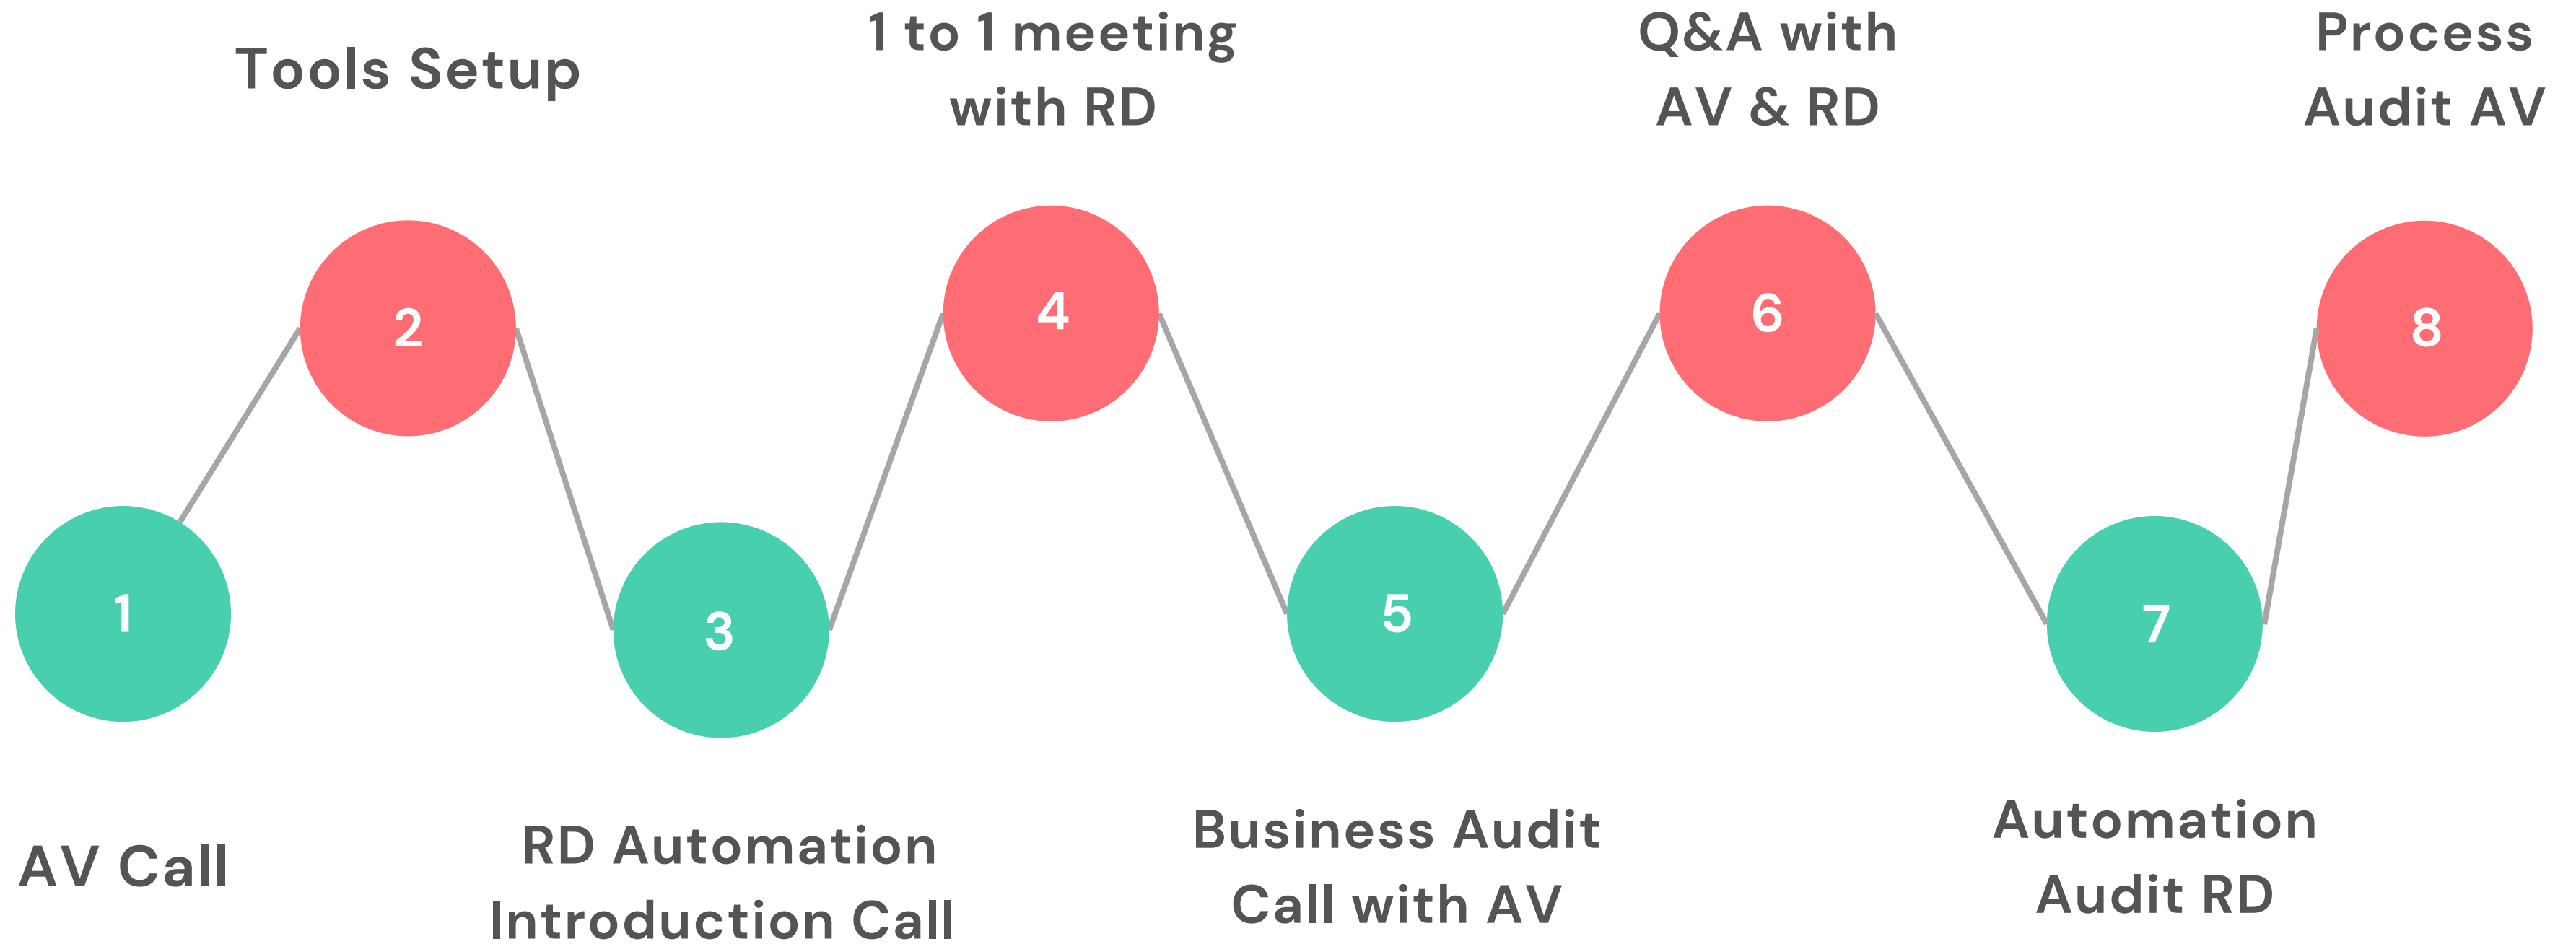 Tools Setup
1 to 1 meeting
with RD
Q&A with
AV & RD
Process
Audit AV
2
4
6
8
1
3
5
7
AV Call
RD Automation
Introduction Call
Business Audit
Call with AV
Automation
Audit RD